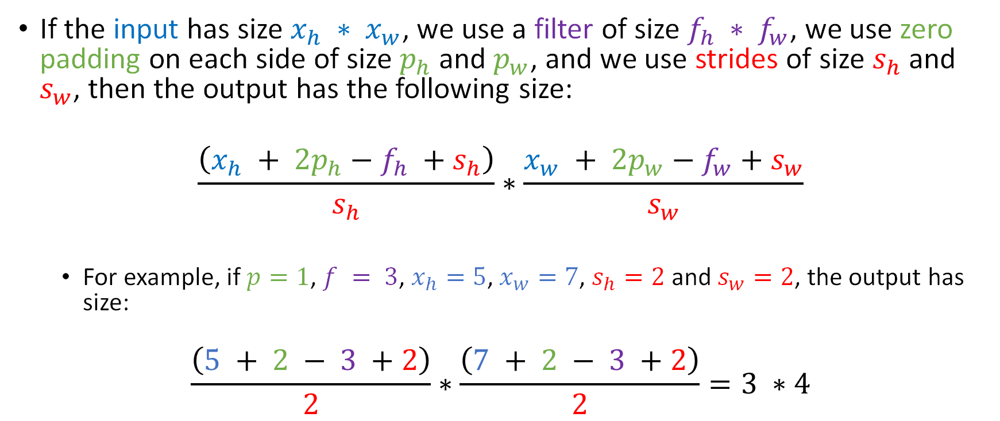 • If the input has size x_h * x_w, we use a filter of size f_h * f_w, we use zero
padding on each side of size p_h and p_w, and we use strides of size s_h and
s_w, then the output has the following size:
(x_h + 2p_h − f_h + s_h) / s_h * x_w + 2p_w − f_w + s_w / s_w
• For example, if p = 1, f = 3, x_h = 5, x_w = 7, s_h = 2 and s_w = 2, the output has
size:
(5 + 2 − 3 + 2) / 2 * (7 + 2 − 3 + 2) / 2 = 3 * 4